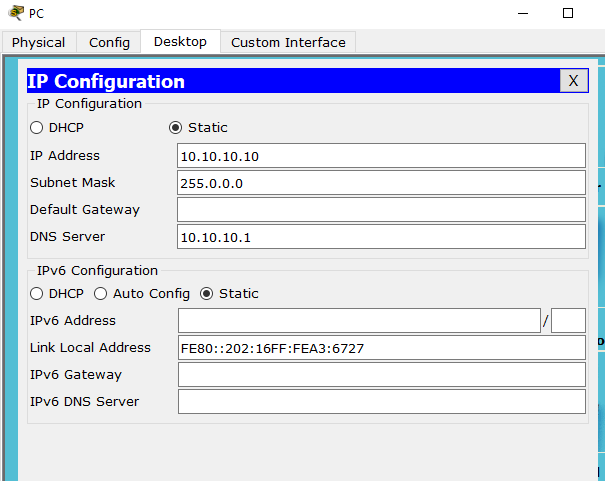 PC
Physical Config Desktop Custom Interface
IP Configuration X
IP Configuration
DHCP Static
IP Address 10.10.10.10
Subnet Mask 255.0.0.0
Default Gateway
DNS Server 10.10.10.1
IPv6 Configuration
DHCP Auto Config Static
IPv6 Address /
Link Local Address FE80::202:16FF:FEA3:6727
IPv6 Gateway
IPv6 DNS Server